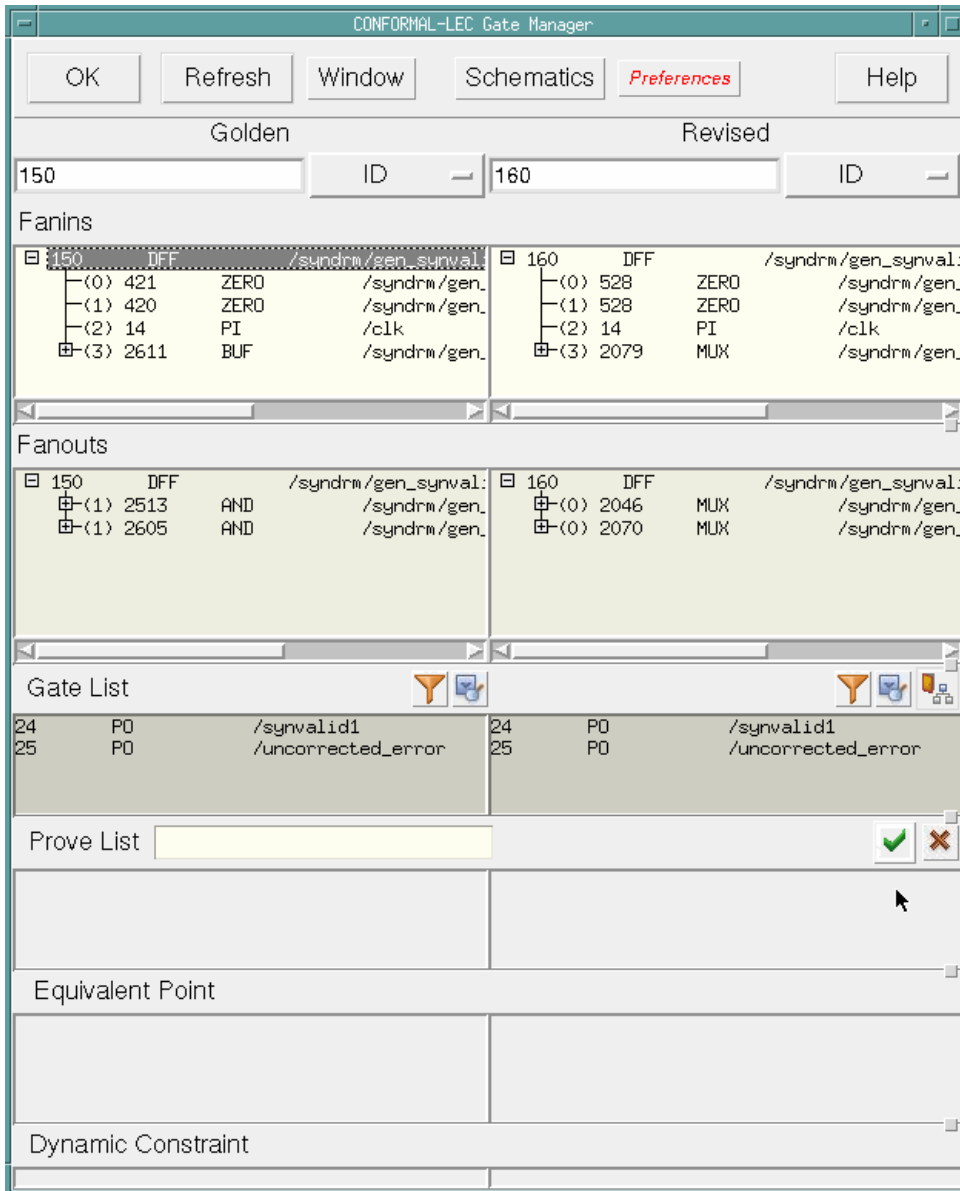 CONFORMAL-LEC Gate Manager
OK Refresh Window Schematics Preferences Help
Golden Revised
150 ID 160 ID
Fanins
150 DFF /syndrm/gen_synval: 160 DFF /syndrm/gen_synval:
(0) 421 ZERO /syndrm/gen_ (0) 528 ZERO /syndrm/gen_
(1) 420 ZERO /syndrm/gen_ (1) 528 ZERO /syndrm/gen_
(2) 14 PI /clk (2) 14 PI /clk
(3) 2611 BUF /syndrm/gen_ (3) 2079 MUX /syndrm/gen_
Fanouts
150 DFF /syndrm/gen_synval: 160 DFF /syndrm/gen_synval:
(1) 2513 AND /syndrm/gen_ (0) 2046 MUX /syndrm/gen_
(1) 2605 AND /syndrm/gen_ (0) 2070 MUX /syndrm/gen_
Gate List
24 PO /synvalid1 24 PO /synvalid1
25 PO /uncorrected_error 25 PO /uncorrected_error
Prove List
Equivalent Point
Dynamic Constraint